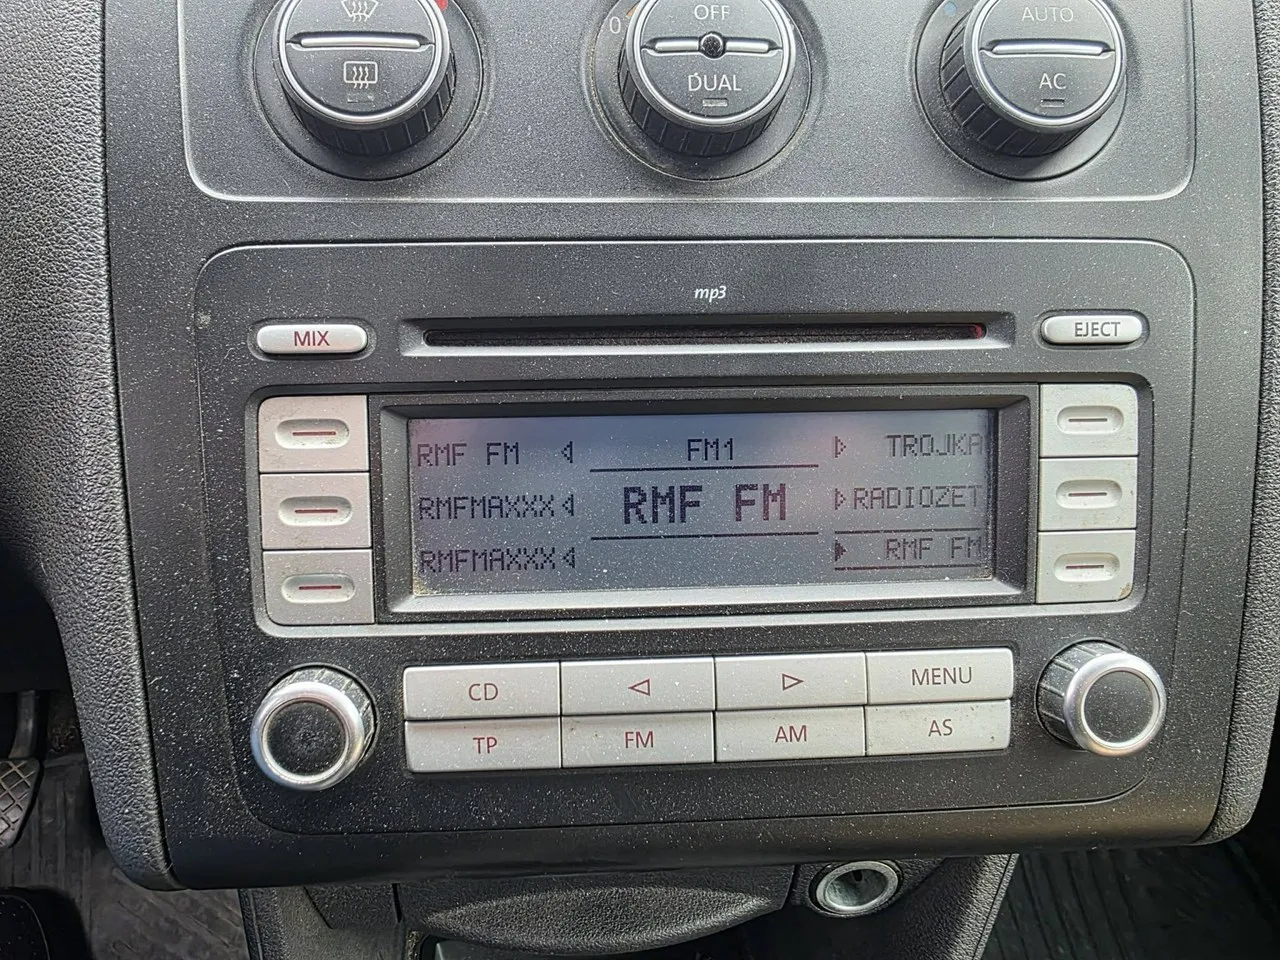 0
OFF
DUAL
AUTO
AC
mp3
MIX
EJECT
RMF FM
FM1
TROJKA
RMFMAXXX
RMF FM
RADIOZET
RMFMAXXX
RMF FM
CD
MENU
TP
FM
AM
AS